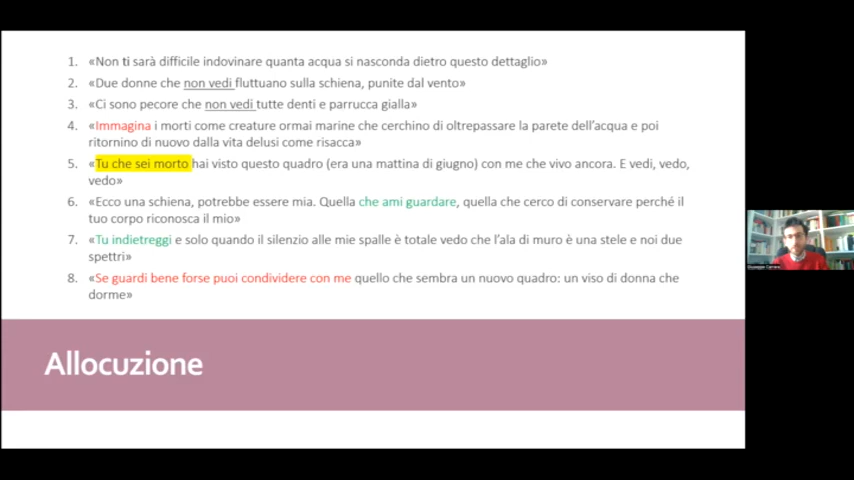 1. «Non ti sarà difficile indovinare quanta acqua si nasconda dietro questo dettaglio»
2. «Due donne che non vedi fluttuano sulla schiena, punite dal vento»
3. «Ci sono pecore che non vedi tutte denti e parrucca gialla»
4. «Immagina i morti come creature ormai marine che cerchino di oltrepassare la parete dell'acqua e poi
ritornino di nuovo dalla vita delusi come risacca»
5. «Tu che sei morto hai visto questo quadro (era una mattina di giugno) con me che vivo ancora. E vedi, vedo,
vedo»
6. «Ecco una schiena, potrebbe essere mia. Quella che ami guardare, quella che cerco di conservare perché il
tuo corpo riconosca il mio»
7. «Tu indietreggi e solo quando il silenzio alle mie spalle è totale vedo che l'ala di muro è una stele e noi due
spettri»
8. «Se guardi bene forse puoi condividere con me quello che sembra un nuovo quadro: un viso di donna che
dorme»
Allocuzione